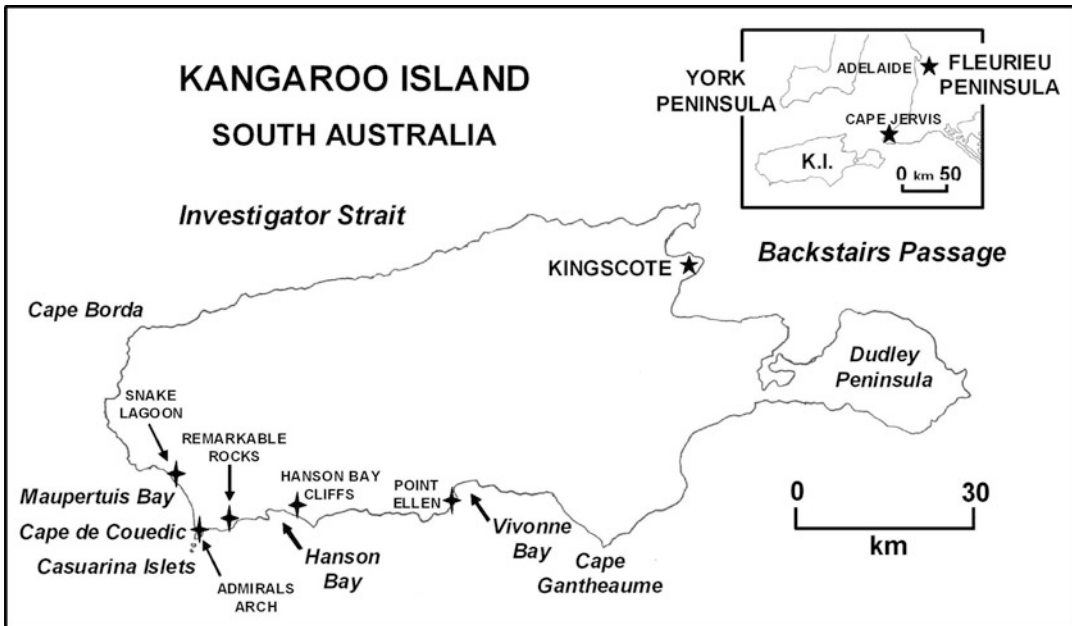 KANGAROO ISLAND
SOUTH AUSTRALIA
YORK
PENINSULA
ADELAIDE
FLEURIEU
PENINSULA
CAPE JERVIS
K.I.
0 km 50
Investigator Strait
Backstairs Passage
KINGSCOTE
Cape Borda
Dudley
Peninsula
SNAKE
LAGOON
REMARKABLE
ROCKS
HANSON BAY
CLIFFS
POINT
ELLEN
Maupertuis Bay
Cape de Couedic
Casuarina Islets
ADMIRALS
ARCH
Hanson
Bay
Vivonne
Bay
Cape
Gantheaume
0 30
km